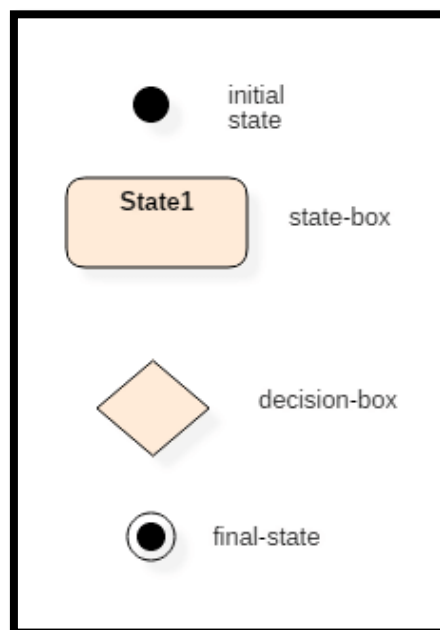 initial
state
State1
state-box
decision-box
final-state